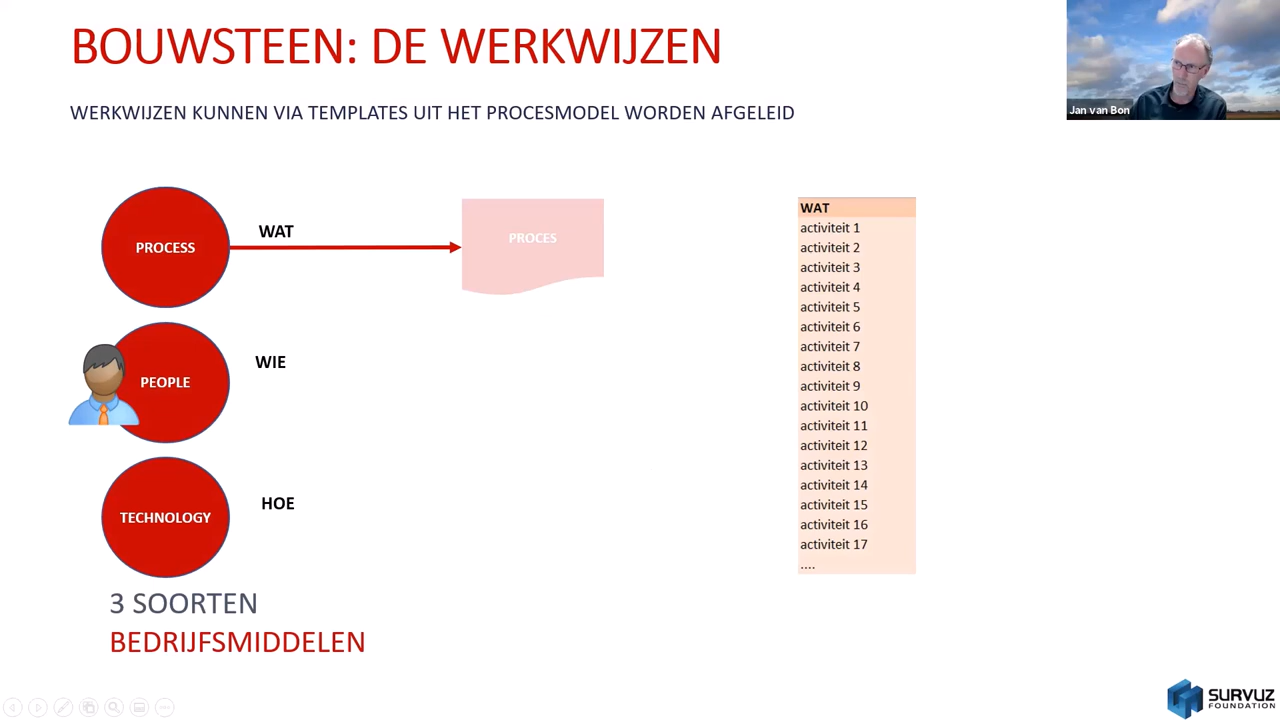 BOUWSTEEN: DE WERKWIJZEN
WERKWIJZEN KUNNEN VIA TEMPLATES UIT HET PROCESMODEL WORDEN AFGELEID
Jan van Bon
PROCESS
WAT
PROCES
PEOPLE
WIE
TECHNOLOGY
HOE
3 SOORTEN
BEDRIJFSMIDDELEN
WAT
activiteit 1
activiteit 2
activiteit 3
activiteit 4
activiteit 5
activiteit 6
activiteit 7
activiteit 8
activiteit 9
activiteit 10
activiteit 11
activiteit 12
activiteit 13
activiteit 14
activiteit 15
activiteit 16
activiteit 17
....
SURVUZ
FOUNDATION